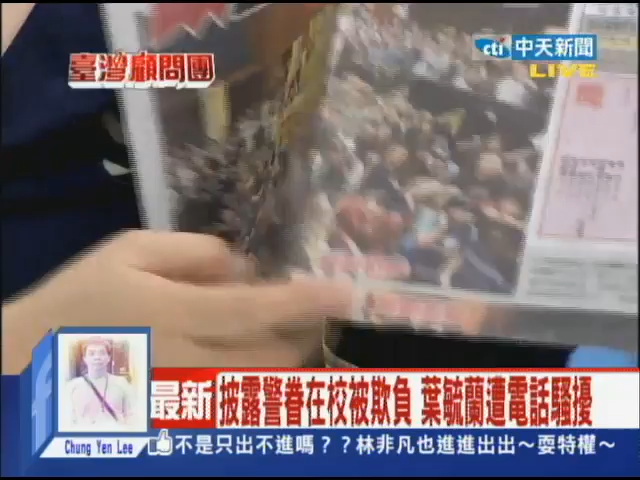 cti 中天新聞
LIVE
臺灣顧問團
最新 披露警眷在校被欺負 葉毓蘭遭電話騷擾
Chung Yen Lee
不是只出不進嗎？？林非凡也進進出出～耍特權～